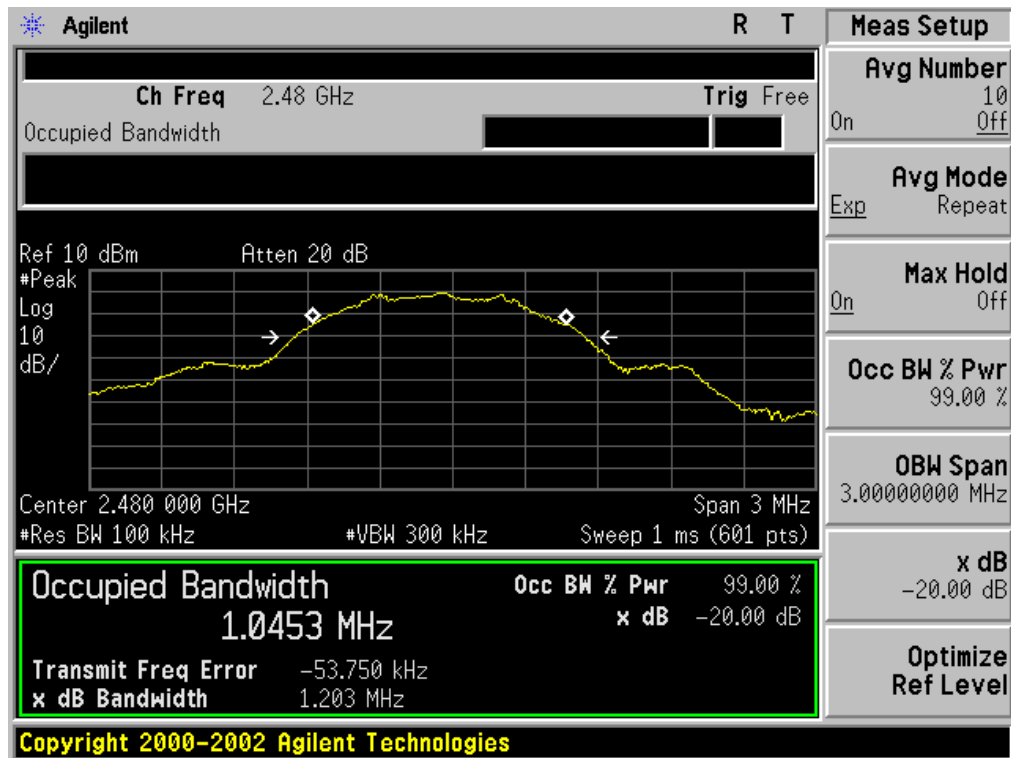 Agilent R T Meas Setup
Ch Freq 2.48 GHz Trig Free
Occupied Bandwidth
Ref 10 dBm Atten 20 dB
#Peak
Log
10
dB/
Center 2.480 000 GHz Span 3 MHz
#Res BW 100 kHz #VBW 300 kHz Sweep 1 ms (601 pts)
Occupied Bandwidth Occ BW % Pwr 99.00 %
1.0453 MHz x dB -20.00 dB
Transmit Freq Error -53.750 kHz
x dB Bandwidth 1.203 MHz
Avg Number
10
On Off
Avg Mode
Exp Repeat
Max Hold
On Off
Occ BW % Pwr
99.00 %
OBW Span
3.00000000 MHz
x dB
-20.00 dB
Optimize
Ref Level
Copyright 2000-2002 Agilent Technologies